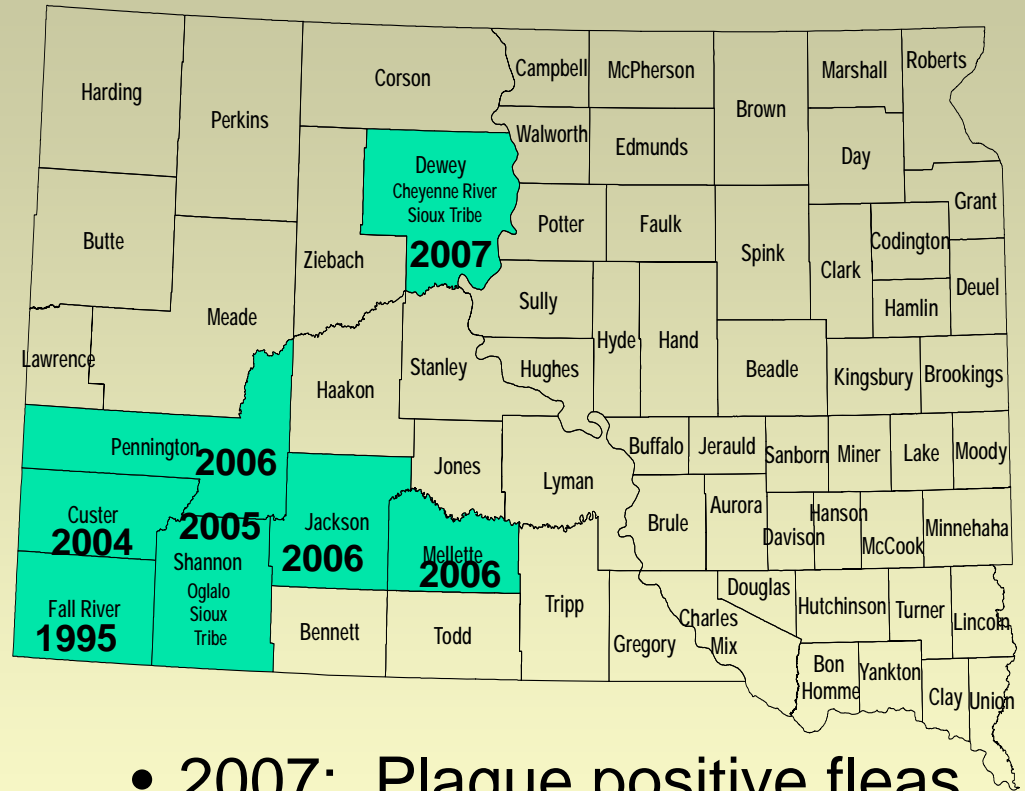 Harding
Perkins
Corson
Campbell
McPherson
Brown
Marshall
Roberts
Walworth
Edmunds
Day
Dewey
Cheyenne River
Sioux Tribe
2007
Grant
Butte
Ziebach
Potter
Faulk
Spink
Codington
Clark
Deuel
Hamlin
Meade
Sully
Hyde
Hand
Lawrence
Haakon
Stanley
Hughes
Beadle
Kingsbury
Brookings
Pennington
2006
Jones
Lyman
Buffalo
Jerauld
Sanborn
Miner
Lake
Moody
Custer
2004
2005
Shannon
Oglalo
Sioux
Tribe
Jackson
2006
Mellette
2006
Brule
Aurora
Davison
Hanson
McCook
Minnehaha
Fall River
1995
Bennett
Todd
Tripp
Gregory
Charles
Mix
Douglas
Hutchinson
Turner
Lincoln
Bon
Homme
Yankton
Clay
Union
• 2007: Plague positive fleas